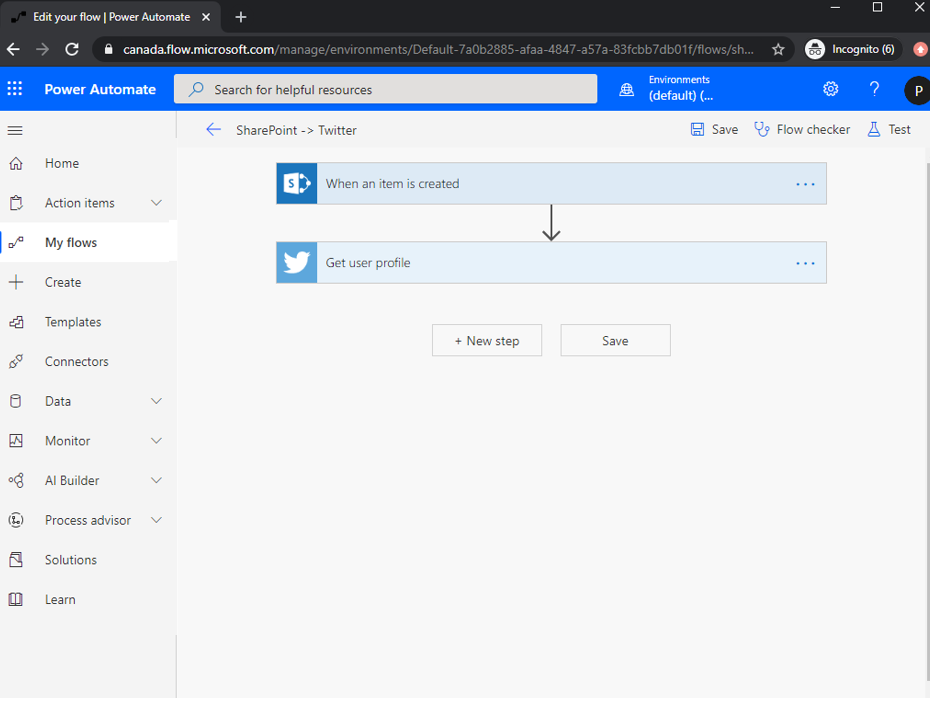 Edit your flow | Power Automate
canada.flow.microsoft.com/manage/environments/Default-7a0b2885-afaa-4847-a57a-83fcbb7db01f/flows/sh...
Incognito (6)
Power Automate
Search for helpful resources
Environments
(default) (...
?
P
SharePoint -> Twitter
Save
Flow checker
Test
Home
Action items
My flows
Create
Templates
Connectors
Data
Monitor
AI Builder
Process advisor
Solutions
Learn
S
When an item is created
...
Get user profile
...
+ New step
Save